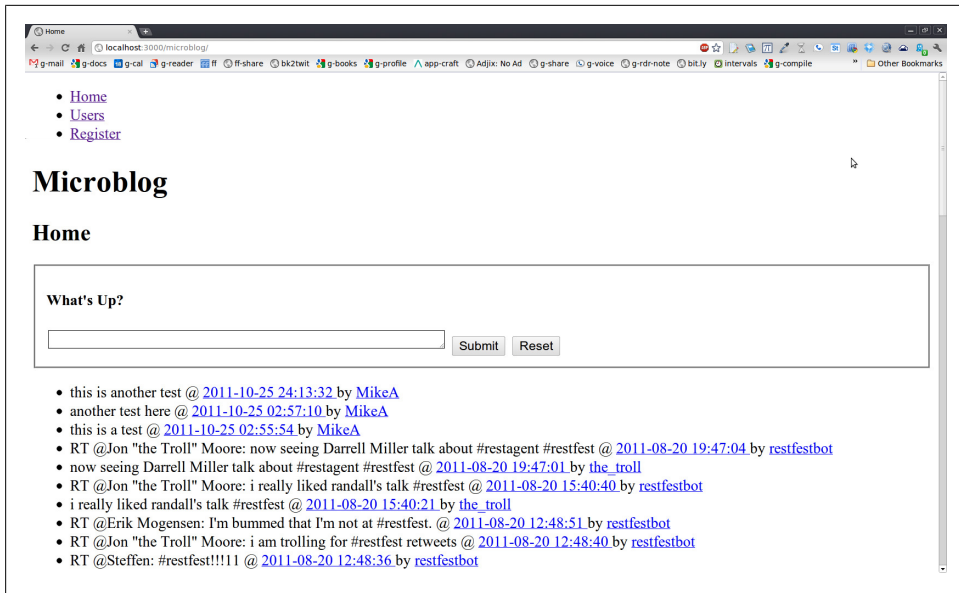 Home
localhost:3000/microblog/
g-mail g-docs g-cal g-reader ff ff-share bk2twit g-books g-profile app-craft Adjix: No Ad g-share g-voice g-rdr-note bit.ly intervals g-compile » Other Bookmarks
• Home
• Users
• Register
Microblog
Home
What's Up?
Submit Reset
• this is another test @ 2011-10-25 24:13:32 by MikeA
• another test here @ 2011-10-25 02:57:10 by MikeA
• this is a test @ 2011-10-25 02:55:54 by MikeA
• RT @Jon "the Troll" Moore: now seeing Darrell Miller talk about #restagent #restfest @ 2011-08-20 19:47:04 by restfestbot
• now seeing Darrell Miller talk about #restagent #restfest @ 2011-08-20 19:47:01 by the_troll
• RT @Jon "the Troll" Moore: i really liked randall's talk #restfest @ 2011-08-20 15:40:40 by restfestbot
• i really liked randall's talk #restfest @ 2011-08-20 15:40:21 by the_troll
• RT @Erik Mogensen: I'm bummed that I'm not at #restfest. @ 2011-08-20 12:48:51 by restfestbot
• RT @Jon "the Troll" Moore: i am trolling for #restfest retweets @ 2011-08-20 12:48:40 by restfestbot
• RT @Steffen: #restfest!!!11 @ 2011-08-20 12:48:36 by restfestbot